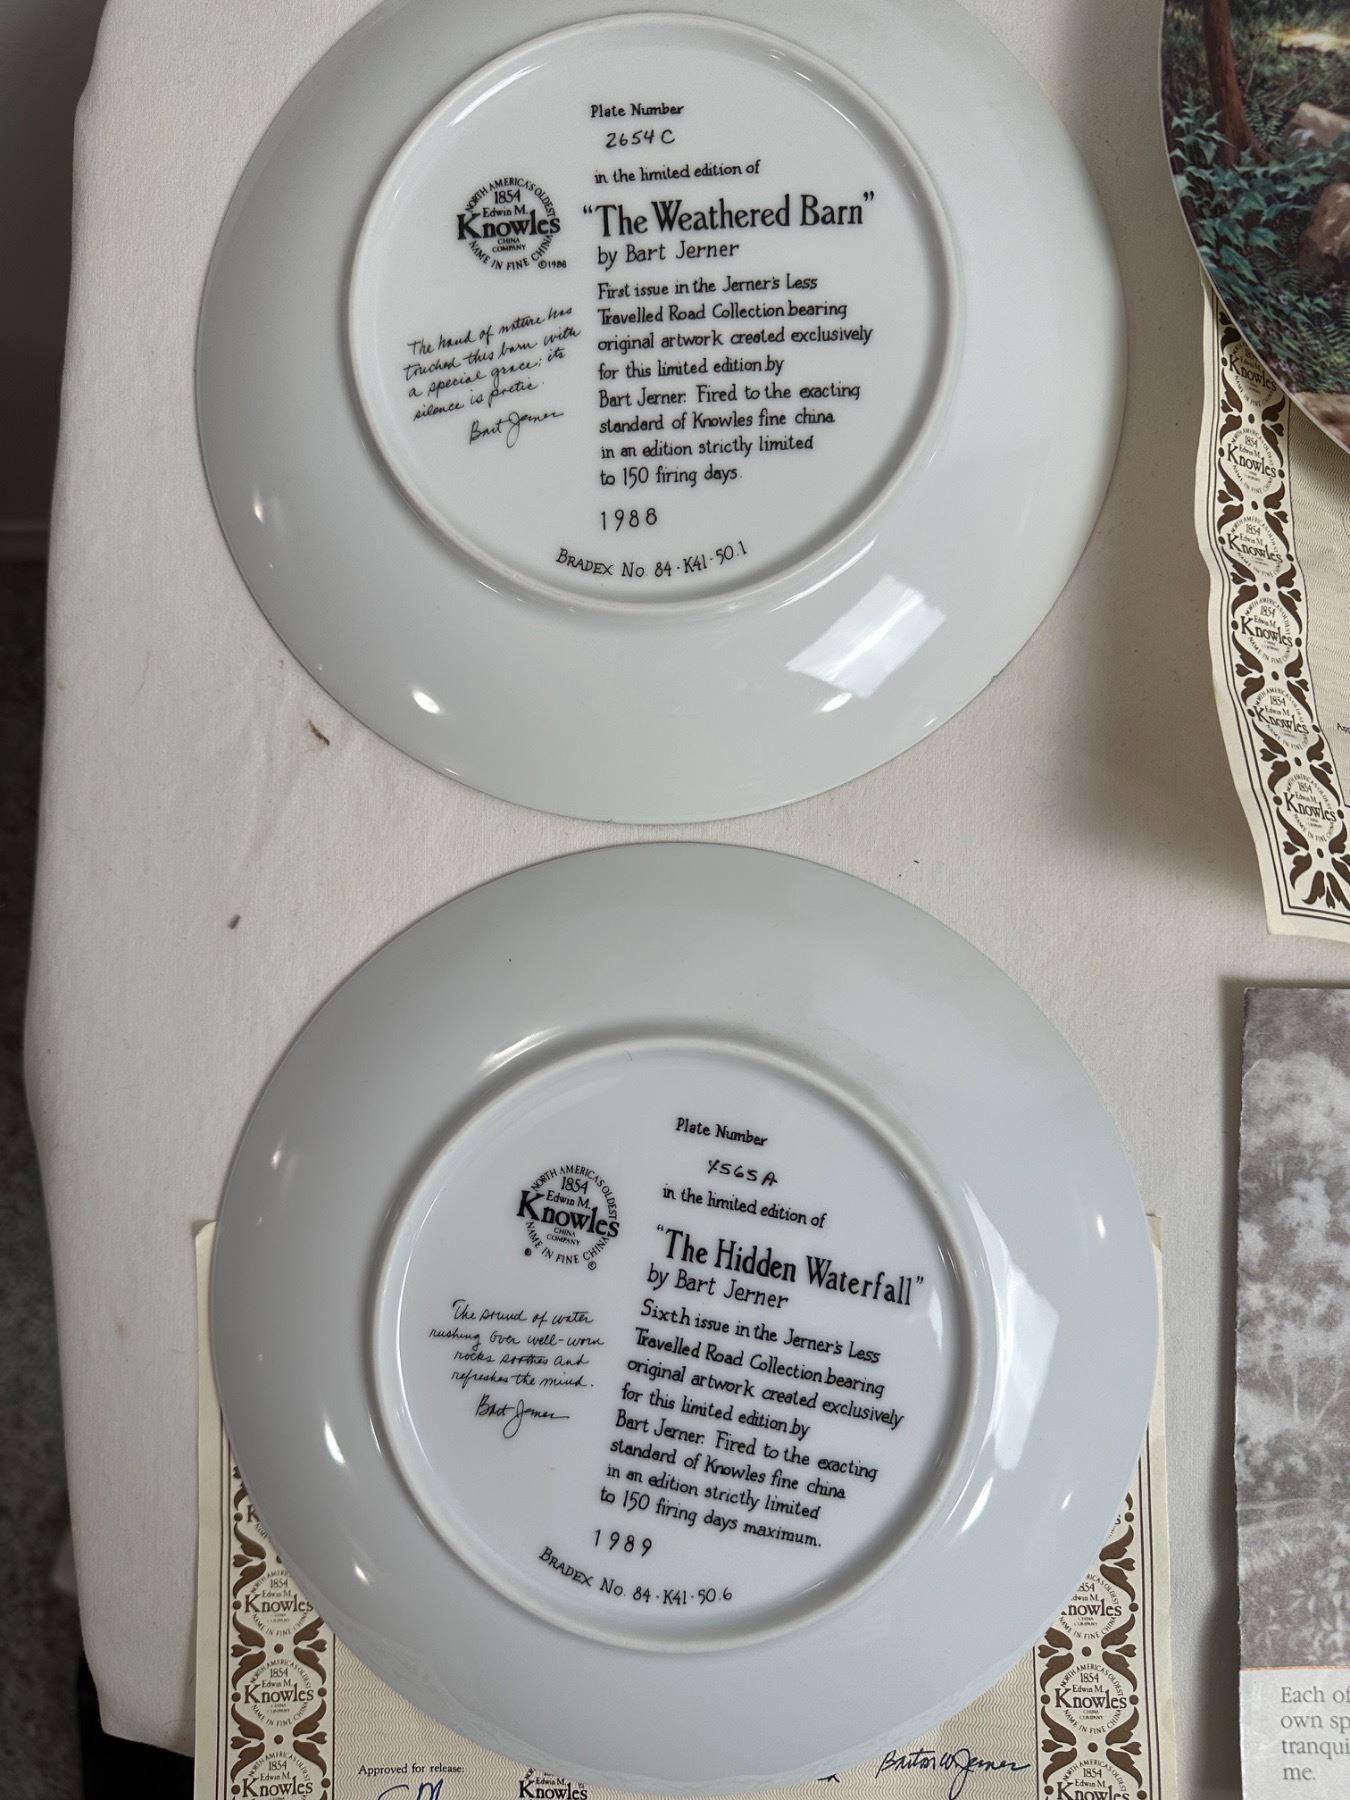 Plate Number
2654 C
in the limited edition of
"The Weathered Barn"
by Bart Jerner
First issue in the Jerner's Less
Travelled Road Collection bearing
original artwork created exclusively
for this limited edition by
Bart Jerner. Fired to the exacting
standard of Knowles fine china
in an edition strictly limited
to 150 firing days.
1988
BRADEX No 84-K41-50.1
NORTH AMERICA'S OLDEST
1854
Edwin M.
Knowles
CHINA
COMPANY
NAME IN FINE CHINA
©1988
The hand of nature has
touched this barn with
a special grace; its
silence is poetic.
Bart Jerner
Plate Number
in the limited edition of
"The Hidden Waterfall"
by Bart Jerner
Sixth issue in the Jerner's Less
Travelled Road Collection bearing
original artwork created exclusively
for this limited edition by
Bart Jerner. Fired to the exacting
standard of Knowles fine china
in an edition strictly limited
to 150 firing days maximum.
1989
BRADEX No. 84-K41-50.6
NORTH AMERICA'S OLDEST
1854
Edwin M.
Knowles
CHINA
COMPANY
NAME IN FINE CHINA
®
©
The sound of water
rushing over well-worn
rocks soothes and
refreshes the mind.
Bart Jerner
Approved for release:
Barton W. Jerner
1854
Edwin M.
Knowles
Each of
own sp
tranqui
me.